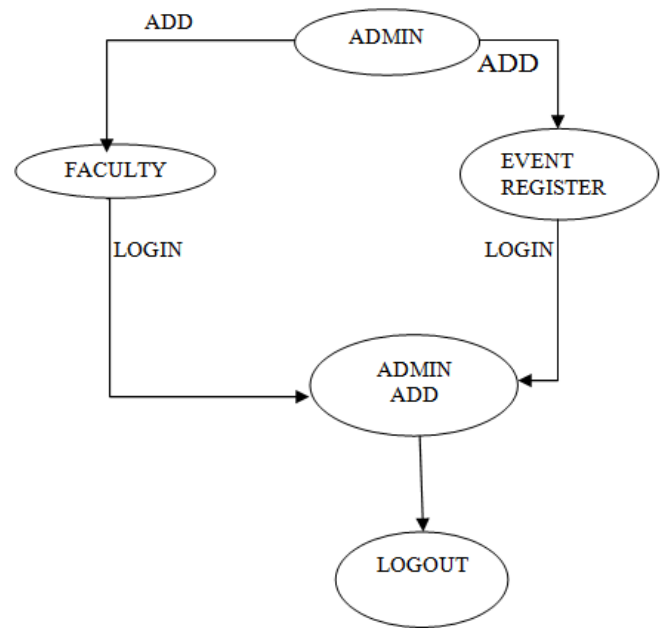 ADD
ADMIN
ADD
FACULTY
EVENT
REGISTER
LOGIN
LOGIN
ADMIN
ADD
LOGOUT